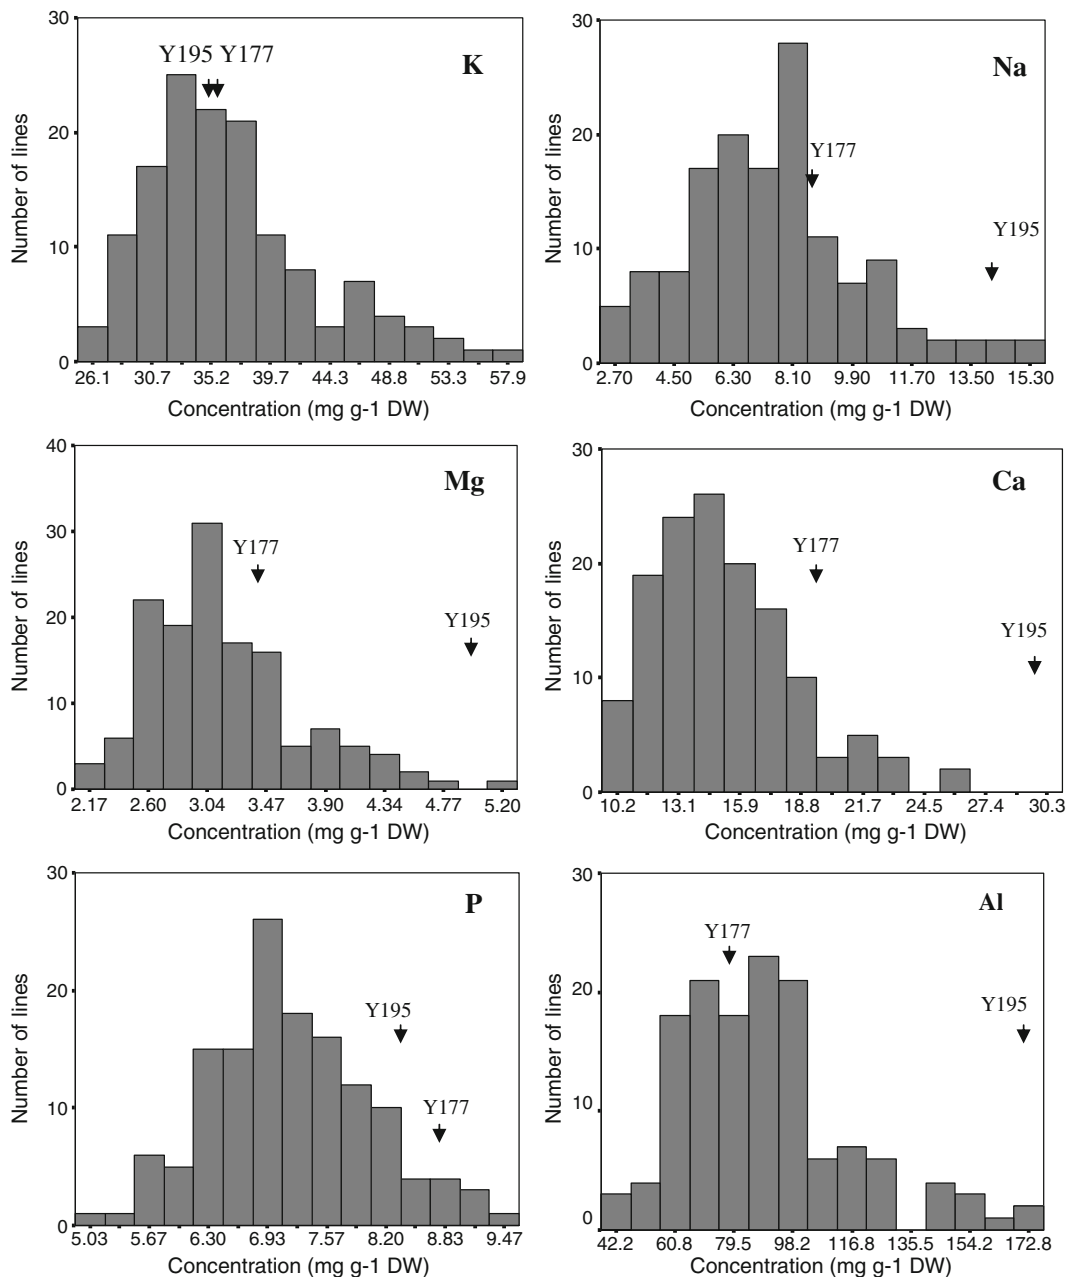 K
Y195 Y177
Number of lines
30
20
10
0
26.1 30.7 35.2 39.7 44.3 48.8 53.3 57.9
Concentration (mg g-1 DW)
Na
Y177
Y195
Number of lines
30
20
10
0
2.70 4.50 6.30 8.10 9.90 11.70 13.50 15.30
Concentration (mg g-1 DW)
Mg
Y177
Y195
Number of lines
40
30
20
10
0
2.17 2.60 3.04 3.47 3.90 4.34 4.77 5.20
Concentration (mg g-1 DW)
Ca
Y177
Y195
Number of lines
30
20
10
0
10.2 13.1 15.9 18.8 21.7 24.5 27.4 30.3
Concentration (mg g-1 DW)
P
Y195
Y177
Number of lines
30
20
10
0
5.03 5.67 6.30 6.93 7.57 8.20 8.83 9.47
Concentration (mg g-1 DW)
Al
Y177
Y195
Number of lines
30
20
10
0
42.2 60.8 79.5 98.2 116.8 135.5 154.2 172.8
Concentration (mg g-1 DW)